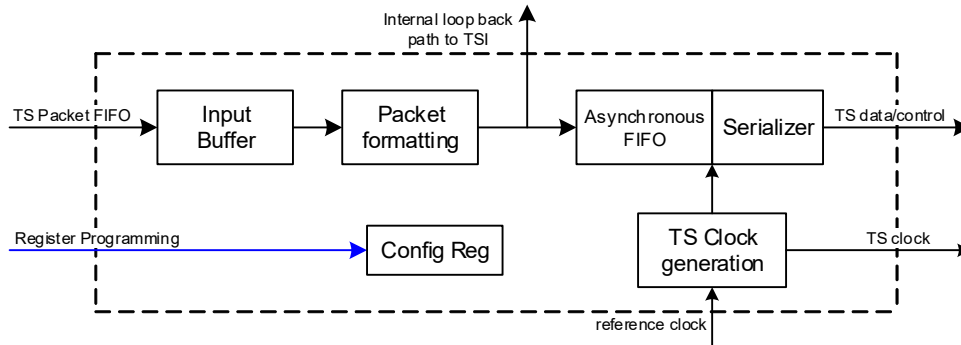 Internal loop back
path to TSI
TS Packet FIFO
Input
Buffer
Packet
formatting
Asynchronous
FIFO
Serializer
TS data/control
Register Programming
Config Reg
TS Clock
generation
TS clock
reference clock